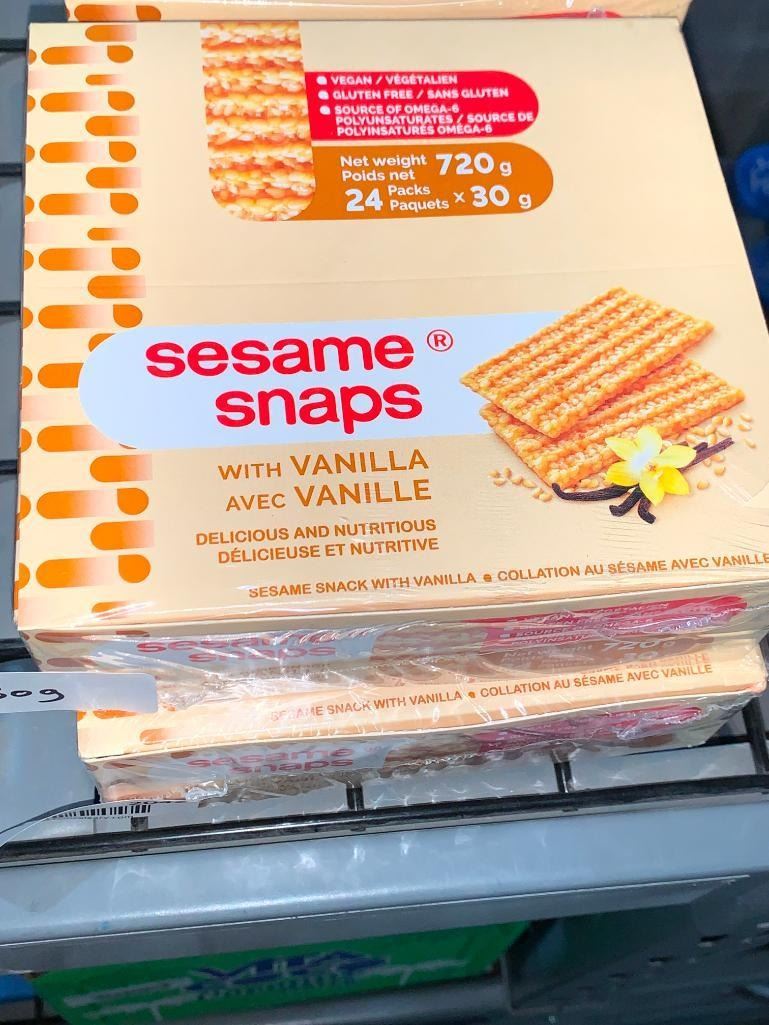 VEGAN / VÉGÉTALIEN
GLUTEN FREE / SANS GLUTEN
SOURCE OF OMEGA-6
POLYUNSATURATES / SOURCE DE
POLYINSATURÉS OMÉGA-6
Net weight 720 g
Poids net
24 Packs x 30 g
Paquets
sesame ®
snaps
WITH VANILLA
AVEC VANILLE
DELICIOUS AND NUTRITIOUS
DÉLICIEUSE ET NUTRITIVE
SESAME SNACK WITH VANILLA COLLATION AU SÉSAME AVEC VANILLE
sesame
snaps
720 g
SESAME SNACK WITH VANILLA COLLATION AU SÉSAME AVEC VANILLE
sesame
snaps
VITA